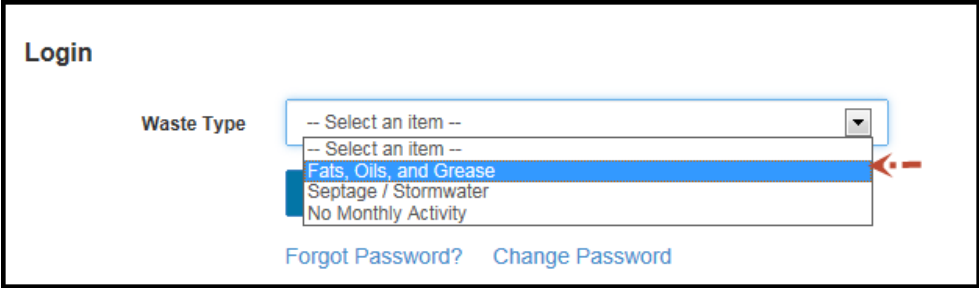 Login
Waste Type
-- Select an item --
-- Select an item --
Fats, Oils, and Grease
Septage / Stormwater
No Monthly Activity
Forgot Password? Change Password